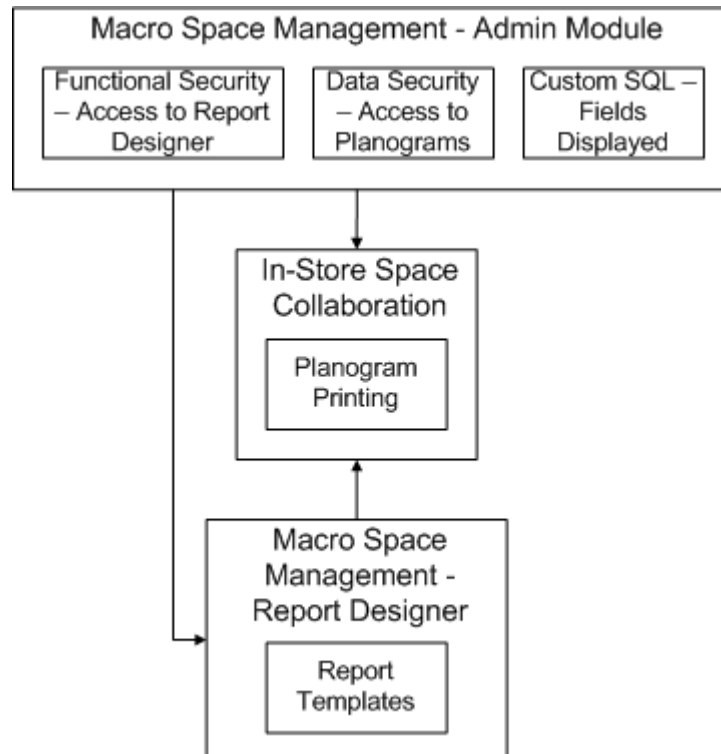 Macro Space Management - Admin Module
Functional Security
– Access to Report
Designer
Data Security
– Access to
Planograms
Custom SQL –
Fields
Displayed
In-Store Space
Collaboration
Planogram
Printing
Macro Space
Management -
Report Designer
Report
Templates